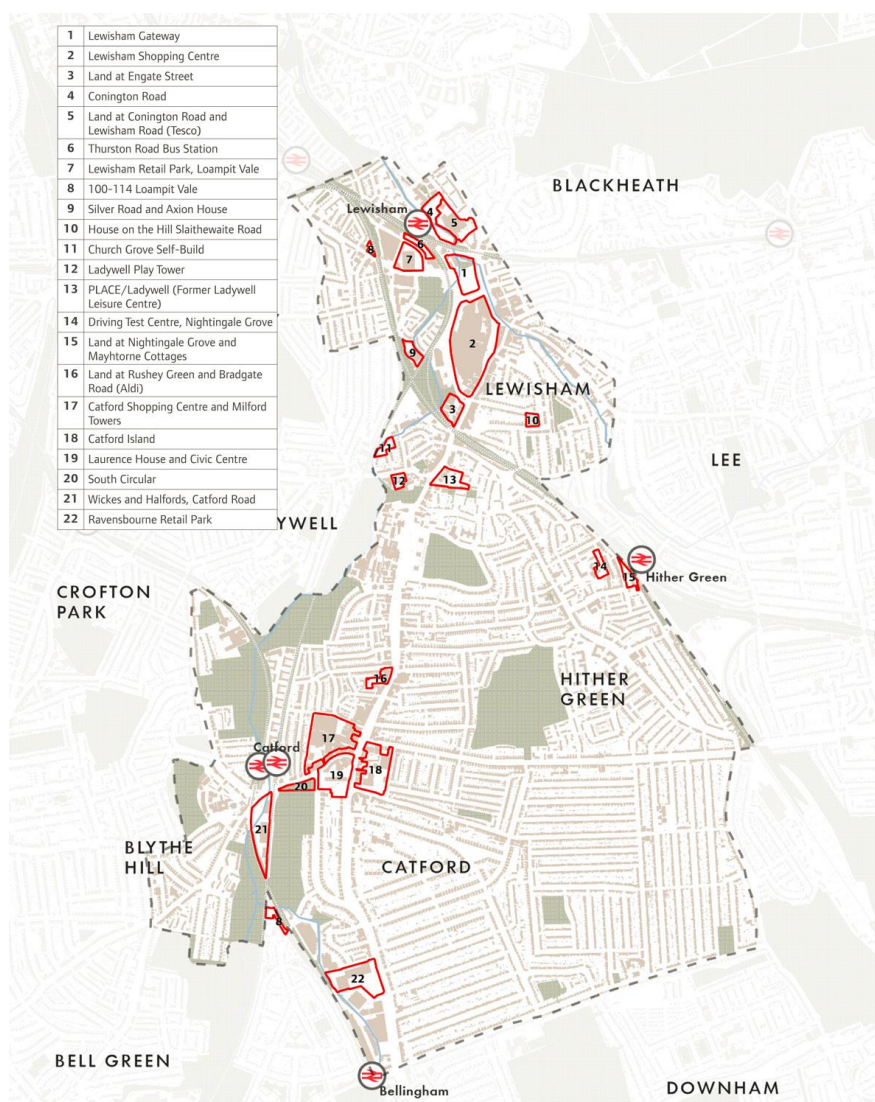 1 Lewisham Gateway
2 Lewisham Shopping Centre
3 Land at Engate Street
4 Conington Road
5 Land at Conington Road and
Lewisham Road (Tesco)
6 Thurston Road Bus Station
7 Lewisham Retail Park, Loampit Vale
8 100-114 Loampit Vale
9 Silver Road and Axion House
10 House on the Hill Slaithewaite Road
11 Church Grove Self-Build
12 Ladywell Play Tower
13 PLACE/Ladywell (Former Ladywell
Leisure Centre)
14 Driving Test Centre, Nightingale Grove
15 Land at Nightingale Grove and
Mayhtorne Cottages
16 Land at Rushey Green and Bradgate
Road (Aldi)
17 Catford Shopping Centre and Milford
Towers
18 Catford Island
19 Laurence House and Civic Centre
20 South Circular
21 Wickes and Halfords, Catford Road
22 Ravensbourne Retail Park
BLACKHEATH
Lewisham
4
5
6
8
7
1
2
9
LEWISHAM
3
10
11
LEE
12
13
YWELL
14
15
Hither Green
CROFTON
PARK
16
HITHER
GREEN
17
Catford
18
19
20
21
BLYTHE
HILL
CATFORD
8
22
BELL GREEN
Bellingham
DOWNHAM